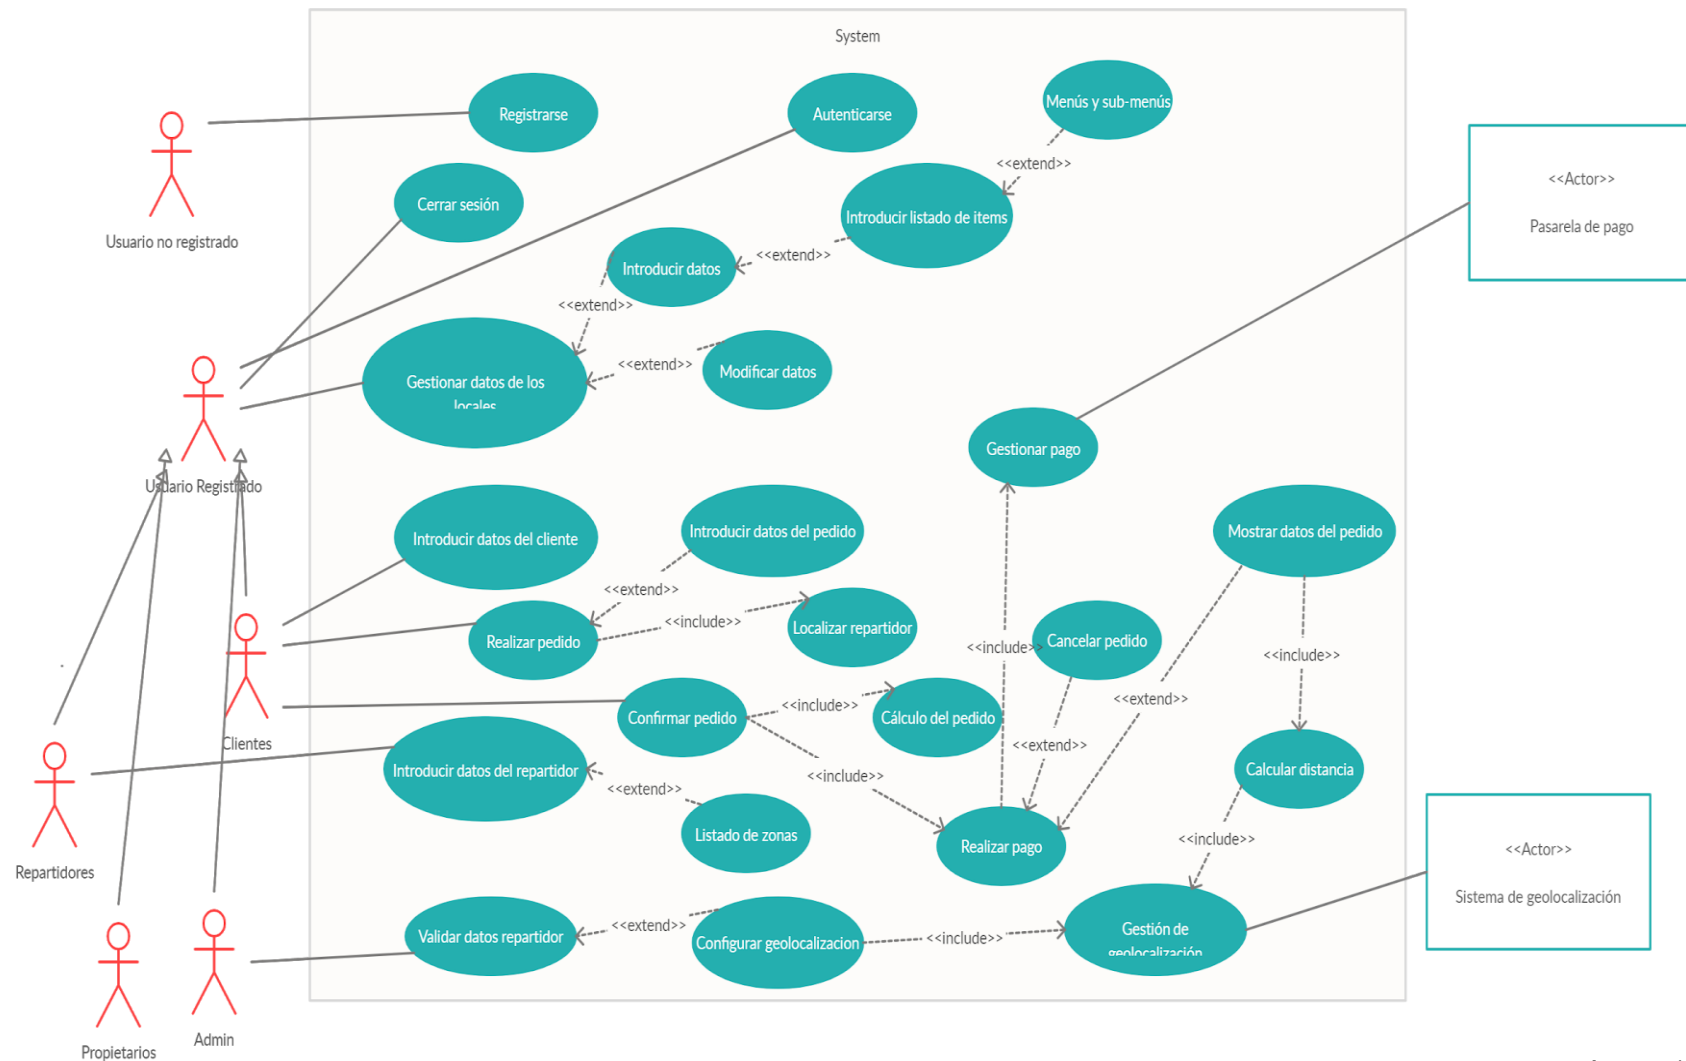 System
Registrarse
Autenticarse
Menús y sub-menús
<<extend>>
<<Actor>>
Pasarela de pago
Cerrar sesión
Introducir listado de items
Usuario no registrado
<<extend>>
Introducir datos
<<extend>>
<<extend>>
Modificar datos
Gestionar datos de los
locales
Gestionar pago
Usuario Registrado
Introducir datos del cliente
Introducir datos del pedido
Mostrar datos del pedido
<<extend>>
<<include>>
Realizar pedido
Localizar repartidor
<<include>>
Cancelar pedido
<<include>>
<<extend>>
Confirmar pedido
<<include>>
Cálculo del pedido
Clientes
<<extend>>
Introducir datos del repartidor
<<include>>
Calcular distancia
<<extend>>
Listado de zonas
Realizar pago
<<include>>
<<Actor>>
Sistema de geolocalización
Repartidores
Validar datos repartidor
<<extend>>
Configurar geolocalizacion
<<include>>
Gestión de
geolocalización
Admin
Propietarios